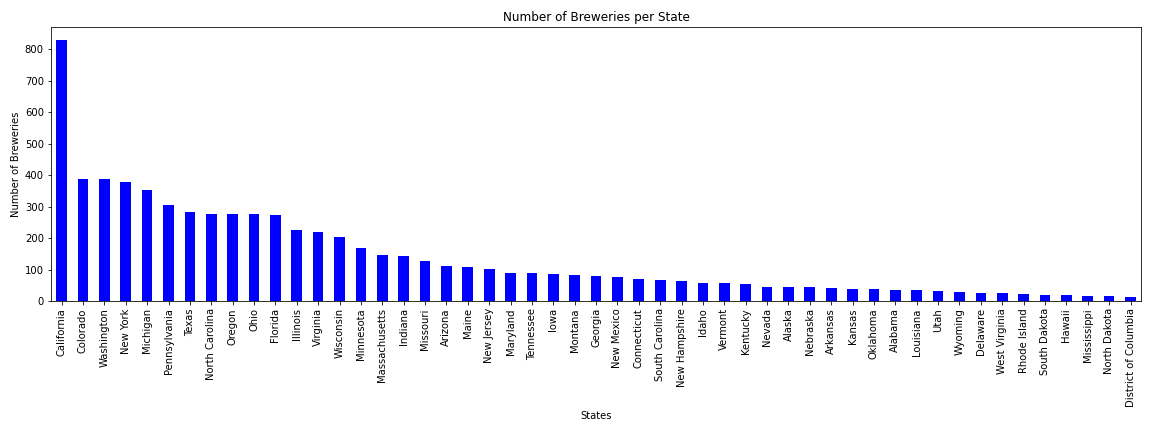 Number of Breweries per State
Number of Breweries
800
700
600
500
400
300
200
100
0
California
Colorado
Washington
New York
Michigan
Pennsylvania
Texas
North Carolina
Oregon
Ohio
Florida
Illinois
Virginia
Wisconsin
Minnesota
Massachusetts
Indiana
Missouri
Arizona
Maine
New Jersey
Maryland
Tennessee
Iowa
Montana
Georgia
New Mexico
Connecticut
South Carolina
New Hampshire
Idaho
Vermont
Kentucky
Nevada
Alaska
Nebraska
Arkansas
Kansas
Oklahoma
Alabama
Louisiana
Utah
Wyoming
Delaware
West Virginia
Rhode Island
South Dakota
Hawaii
Mississippi
North Dakota
District of Columbia
States